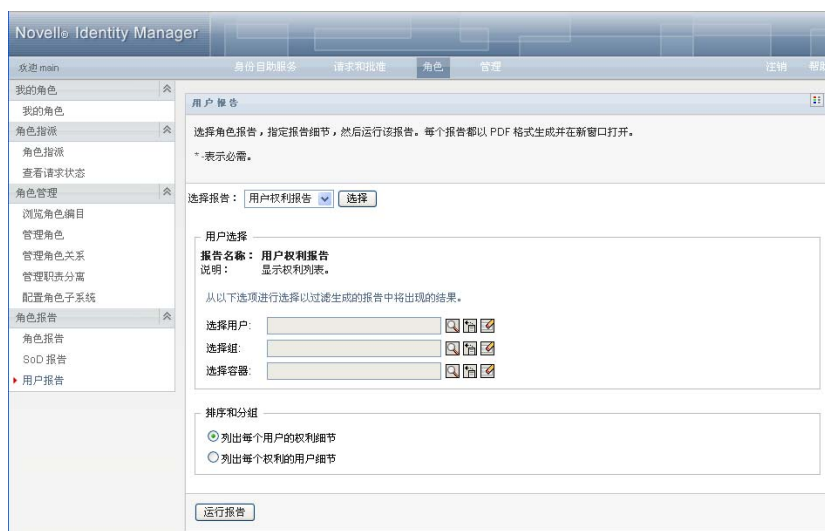 Novell® Identity Manager
欢迎 main 身份自助服务 请求和批准 角色 管理 注销 帮助
我的角色
我的角色
角色指派
角色指派
查看请求状态
角色管理
浏览角色编目
管理角色
管理角色关系
管理职责分离
配置角色子系统
角色报告
角色报告
SoD 报告
用户报告
用户报告
选择角色报告，指定报告细节，然后运行该报告。每个报告都以 PDF 格式生成并在新窗口打开。
* -表示必需。
选择报告： 用户权利报告 选择
用户选择
报告名称： 用户权利报告
说明： 显示权利列表。
从以下选项进行选择以过滤生成的报告中将出现的结果。
选择用户:
选择组:
选择容器:
排序和分组
列出每个用户的权利细节
列出每个权利的用户细节
运行报告